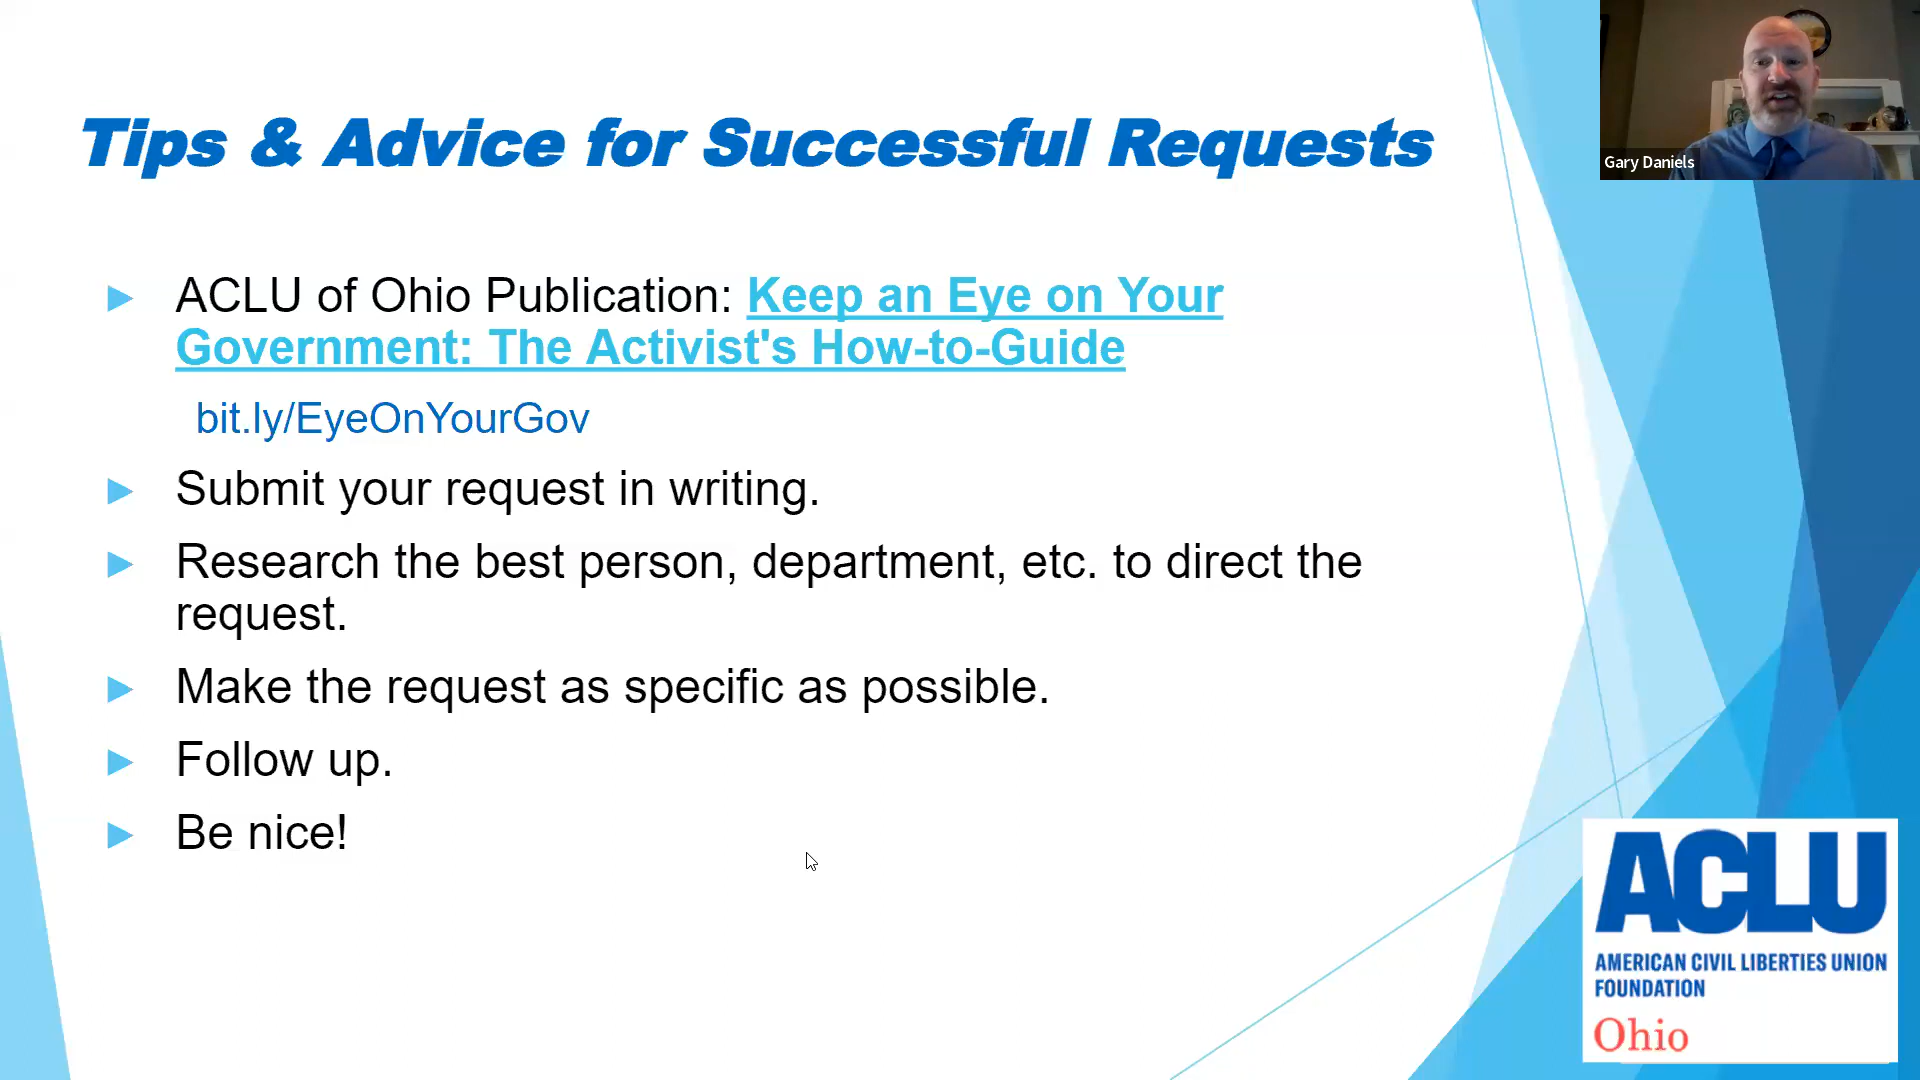 Tips & Advice for Successful Requests
Gary Daniels
► ACLU of Ohio Publication: Keep an Eye on Your
Government: The Activist's How-to-Guide
bit.ly/EyeOnYourGov
► Submit your request in writing.
► Research the best person, department, etc. to direct the
request.
► Make the request as specific as possible.
► Follow up.
► Be nice!
ACLU
AMERICAN CIVIL LIBERTIES UNION
FOUNDATION
Ohio